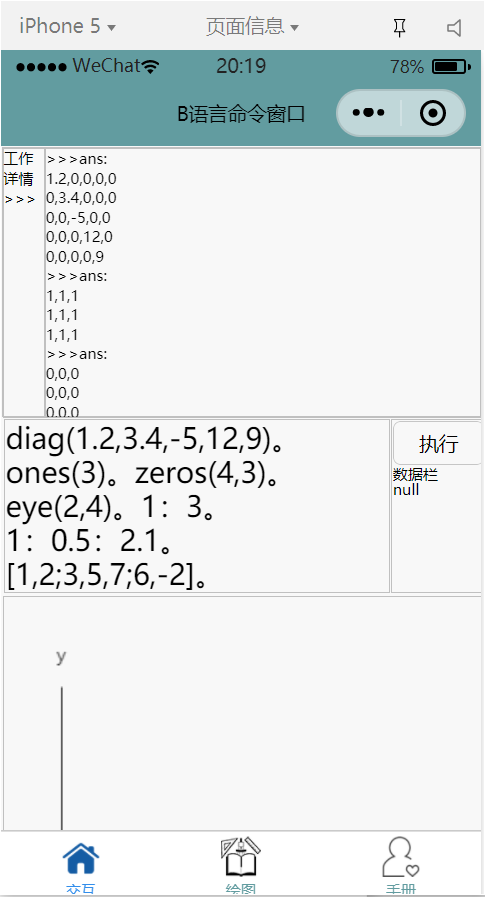 iPhone 5 页面信息
WeChat 20:19 78%
B语言命令窗口
工作
详情
>>>
>>>ans:
1.2,0,0,0,0
0,3.4,0,0,0
0,0,-5,0,0
0,0,0,12,0
0,0,0,0,9
>>>ans:
1,1,1
1,1,1
1,1,1
>>>ans:
0,0,0
0,0,0
0,0,0
diag(1.2,3.4,-5,12,9)。
ones(3)。zeros(4,3)。
eye(2,4)。1：3。
1：0.5：2.1。
[1,2;3,5,7;6,-2]。
执行
数据栏
null
y
交互 绘图 手册